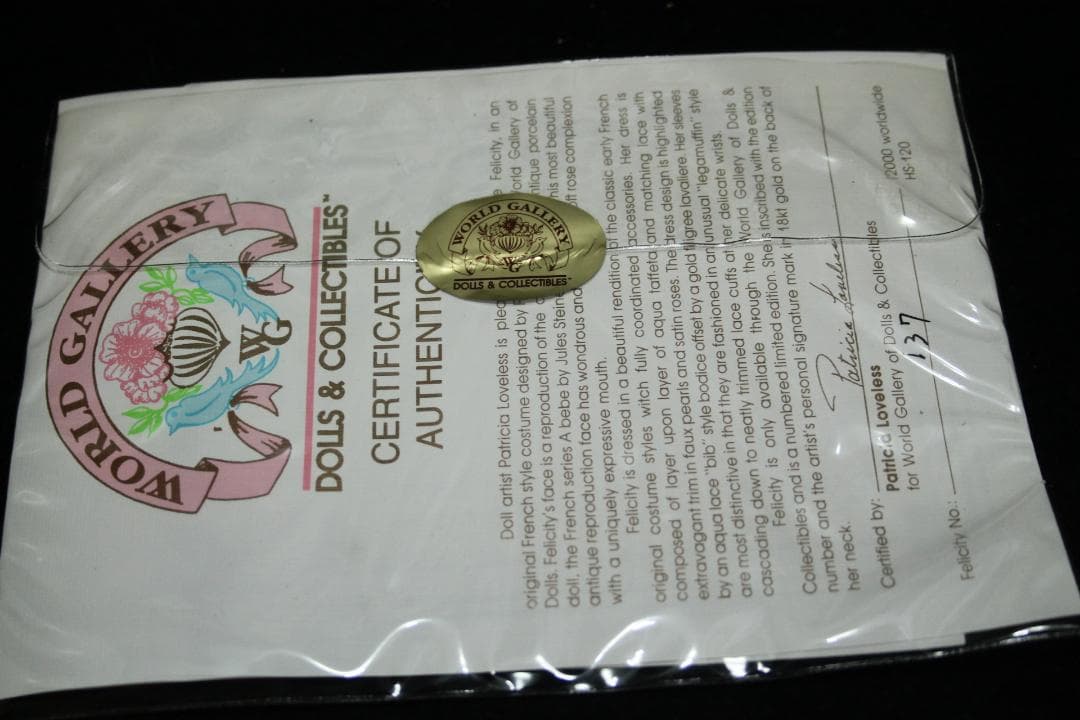 WORLD GALLERY
WG
DOLLS & COLLECTIBLES™
CERTIFICATE OF
AUTHENTIC
WORLD GALLERY
WG
DOLLS & COLLECTIBLES™
Doll artist Patricia Loveless is Felicity, in an
original French style costume designed by World Gallery of
Dolls. Felicity's face is a reproduction of the antique porcelain
doll, the French series A bebe by Jules Steiner this most beautiful
antique reproduction face has wondrous and soft rose complexion
with a uniquely expressive mouth.
Felicity is dressed in a beautiful rendition of the classic early French
original costume styles witch fully coordinated accessories. Her dress is
composed of layer upon layer of aqua taffeta and matching lace with
extravagant trim in faux pearls and satin roses. The dress design is highlighted
by an aqua lace "bib" style bodice offset by a gold filigree lavaliere. Her sleeves
are most distinctive in that they are fashioned in an unusual "legamuffin" style
cascading down to neatly trimmed lace cuffs at her delicate wrists.
Felicity is only available through the World Gallery of Dolls &
Collectibles and is a numbered limited edition. She is inscribed with the edition
number and the artist's personal signature mark in 18kt gold on the back of
her neck.
Certified by: Patricia Loveless
Patricia Loveless
for World Gallery of Dolls & Collectibles
Felicity No.: 137 /2000 worldwide
HS-120